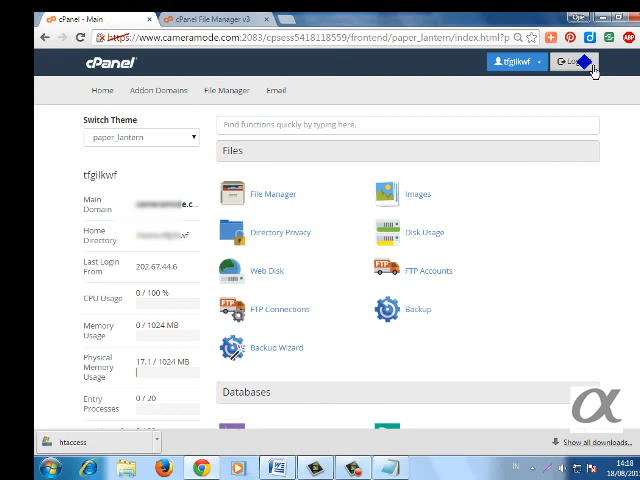 cPanel - Main
cPanel File Manager v3
https://www.cameramode.com:2083/cpsess5418118559/frontend/paper_lantern/index.html?p
ABP
cPanel
tfgilkwf
Home
Addon Domains
File Manager
Email
Switch Theme
paper_lantern
Find functions quickly by typing here.
Files
tfgilkwf
File Manager
Images
Main
Domain
Home
Directory:
wf
Directory Privacy
Disk Usage
Last Login
From
202.67.44.6
Web Disk
FTP Accounts
CPU Usage
0 / 100 %
FTP Connections
Backup
Memory
Usage
0 / 1024 MB
Backup Wizard
Physical
Memory
Usage
17.1 / 1024 MB
Entry
Processes
0 / 20
Databases
α
htaccess
Show all downloads...
IN
14:18